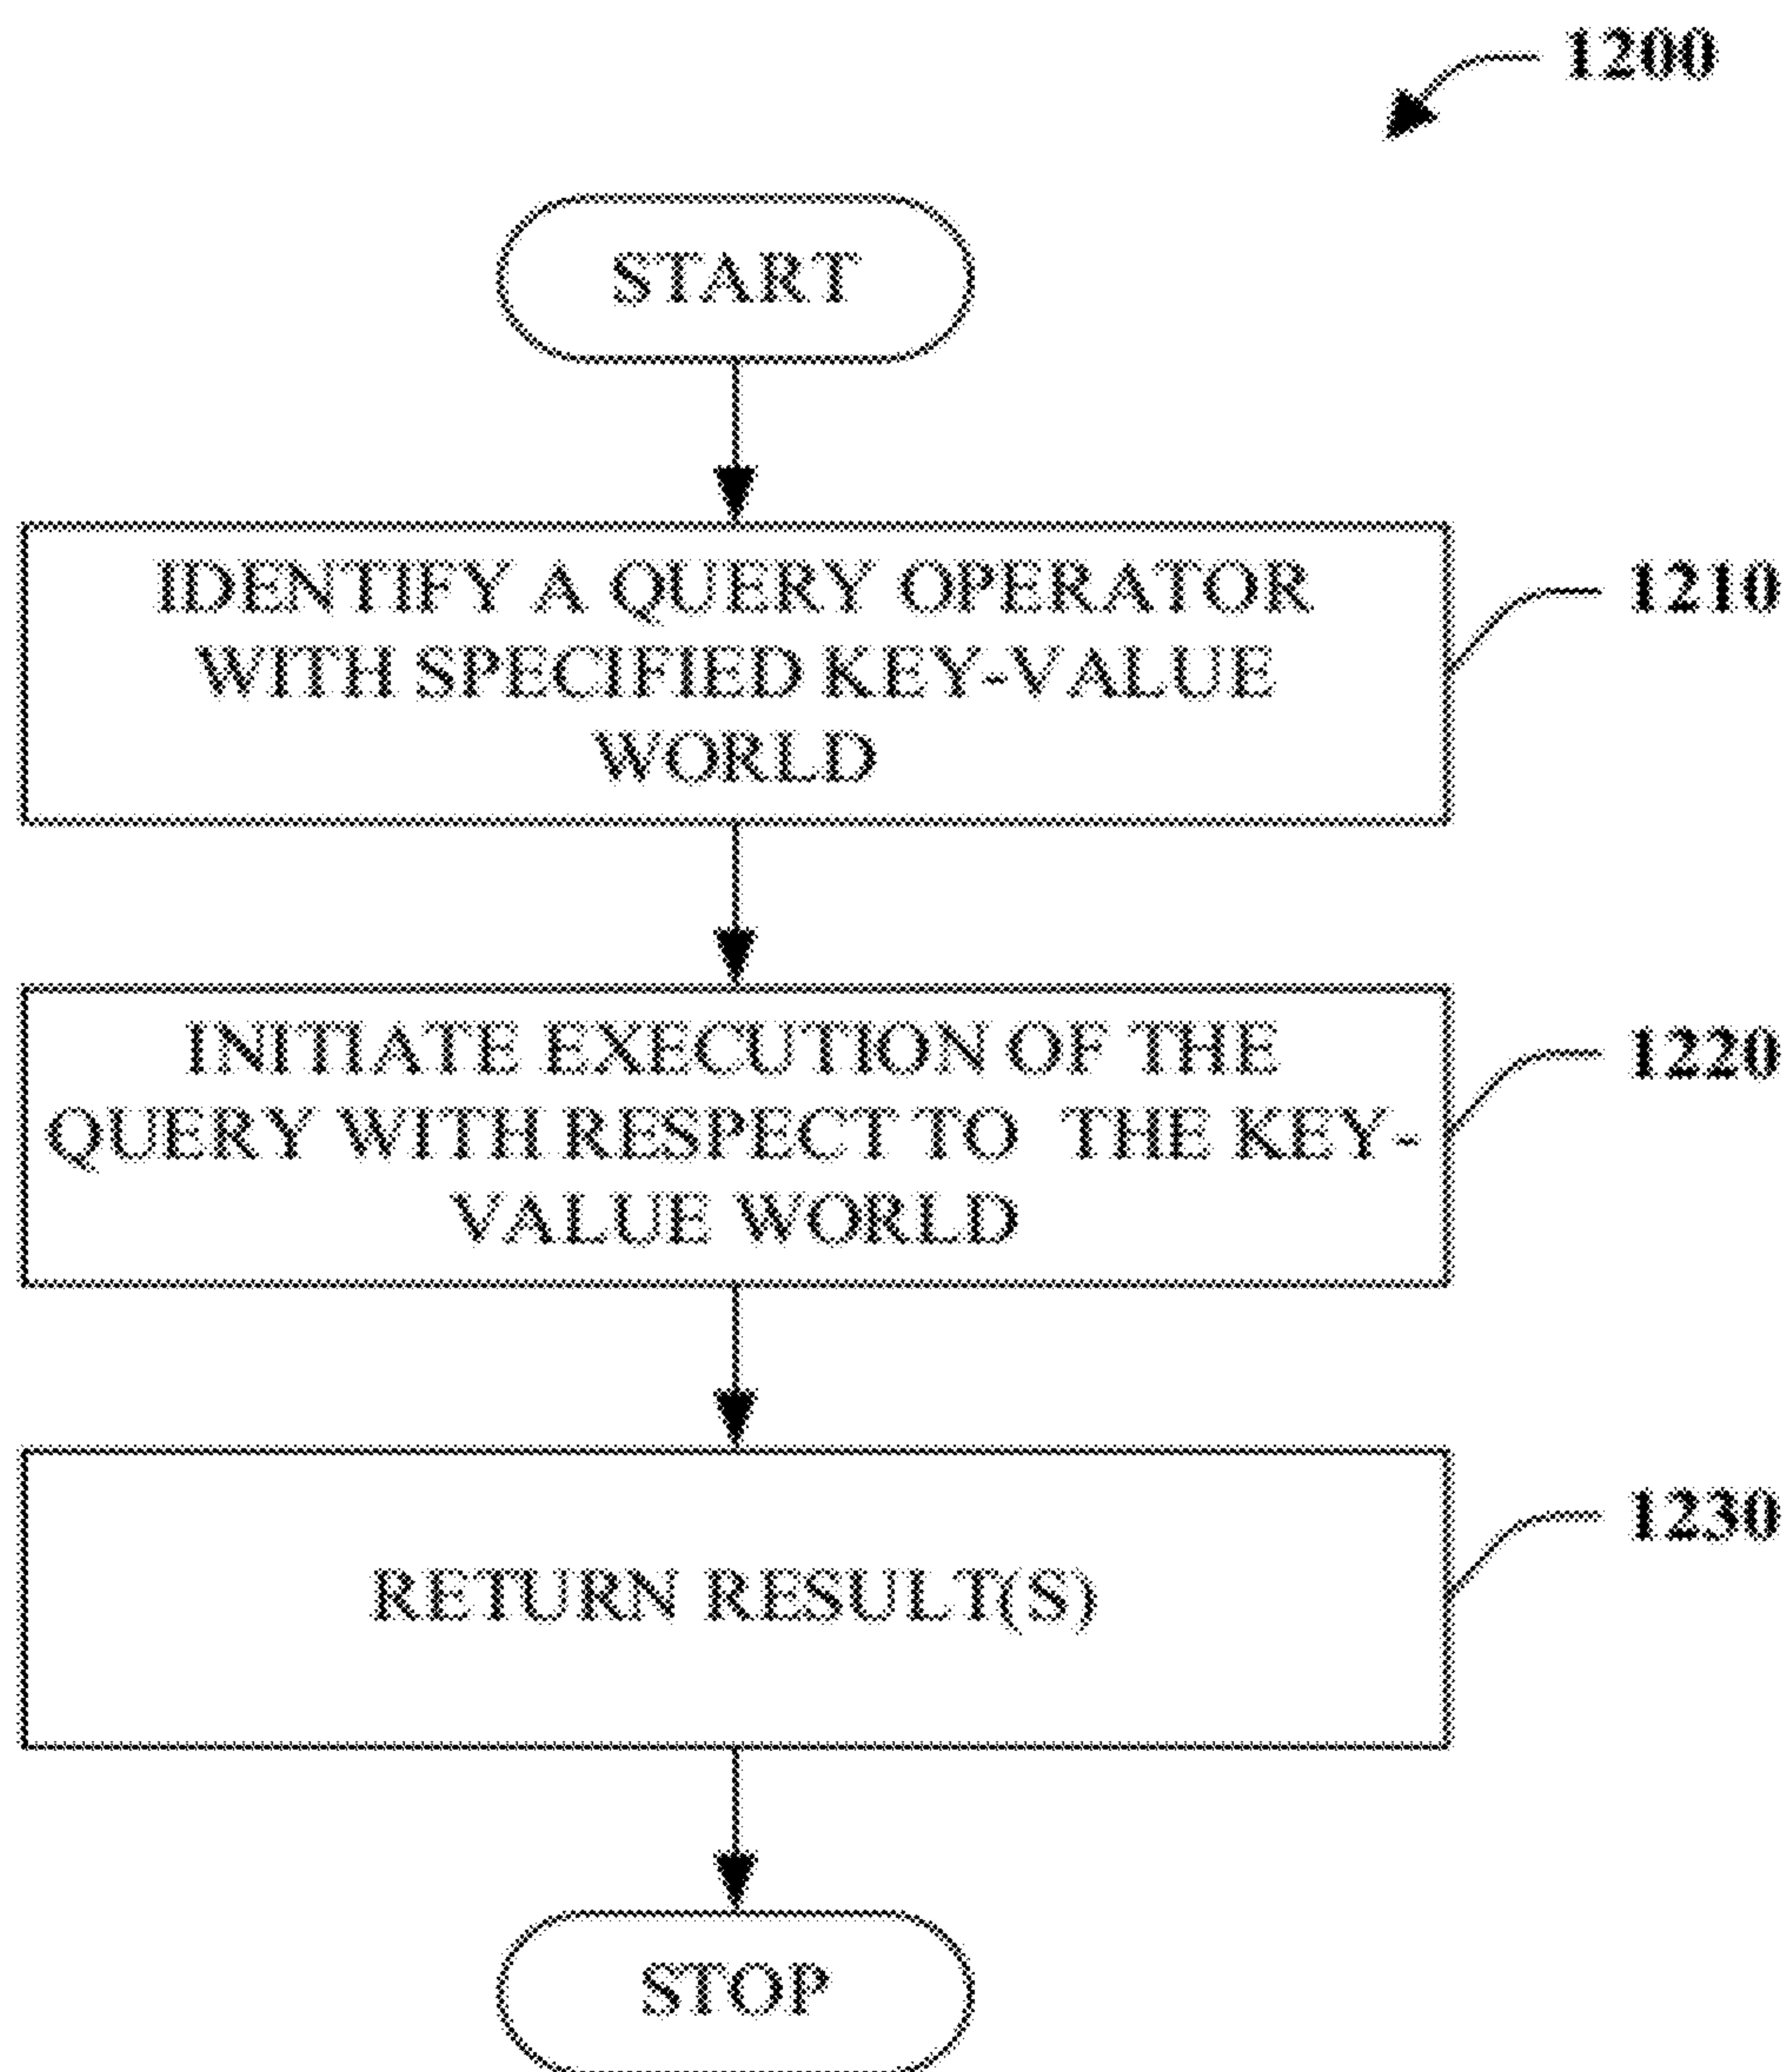 1200
START
IDENTIFY A QUERY OPERATOR
WITH SPECIFIED KEY-VALUE
WORLD
1210
INITIATE EXECUTION OF THE
QUERY WITH RESPECT TO THE KEY-
VALUE WORLD
1220
RETURN RESULT(S)
1230
STOP